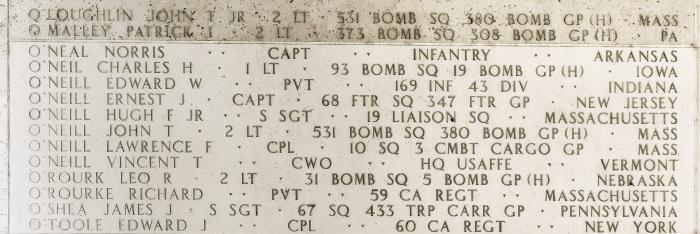 O'LOUGHLIN JOHN T JR · 2 LT · 531 BOMB SQ 380 BOMB GP (H) · MASS
O'MALLEY PATRICK J · 2 LT · 373 BOMB SQ 308 BOMB GP (H) · PA
O'NEAL NORRIS · · CAPT · · INFANTRY · · ARKANSAS
O'NEIL CHARLES H · 1 LT · 93 BOMB SQ 19 BOMB GP (H) · IOWA
O'NEILL EDWARD W · PVT · · 169 INF 43 DIV · · INDIANA
O'NEILL ERNEST J · CAPT · 68 FTR SQ 347 FTR GP · NEW JERSEY
O'NEILL HUGH F JR · · S SGT · · 19 LIAISON SQ · · MASSACHUSETTS
O'NEILL JOHN T · 2 LT · 531 BOMB SQ 380 BOMB GP (H) · MASS
O'NEILL LAWRENCE F · CPL · 10 SQ 3 CMBT CARGO GP · MASS
O'NEILL VINCENT T · CWO · · HQ USAFFE · · VERMONT
O'ROURK LEO R · 2 LT · 31 BOMB SQ 5 BOMB GP (H) · NEBRASKA
O'ROURKE RICHARD · · PVT · · 59 CA REGT · · MASSACHUSETTS
O'SHEA JAMES J · S SGT · 67 SQ 433 TRP CARR GP · PENNSYLVANIA
O'TOOLE EDWARD J · CPL · · 60 CA REGT · · NEW YORK